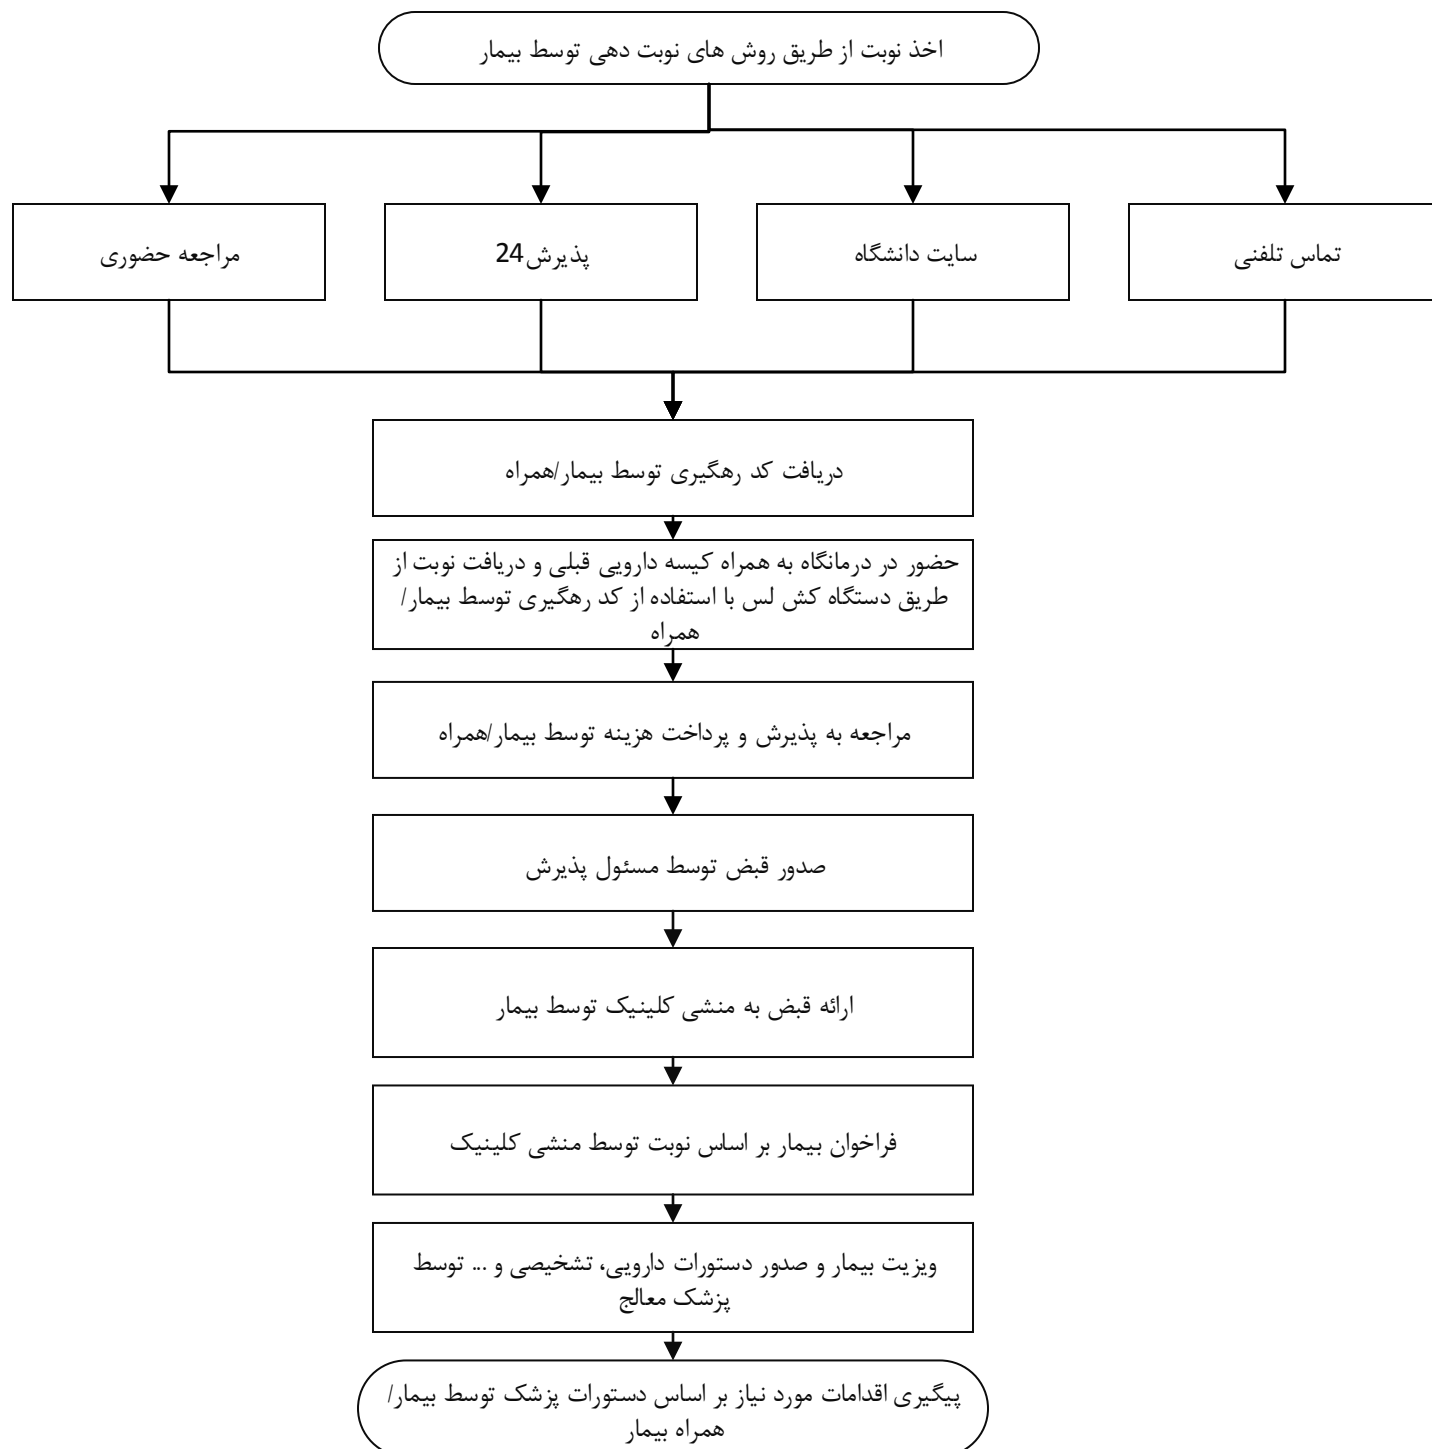 اخذ نوبت از طریق روش های نوبت دهی توسط بیمار
تماس تلفنی
سایت دانشگاه
پذیرش24
مراجعه حضوری
دریافت کد رهگیری توسط بیمار/همراه
حضور در درمانگاه به همراه کیسه دارویی قبلی و دریافت نوبت از
طریق دستگاه کش لس با استفاده از کد رهگیری توسط بیمار/
همراه
مراجعه به پذیرش و پرداخت هزینه توسط بیمار/همراه
صدور قبض توسط مسئول پذیرش
ارائه قبض به منشی کلینیک توسط بیمار
فراخوان بیمار بر اساس نوبت توسط منشی کلینیک
ویزیت بیمار و صدور دستورات دارویی، تشخیصی و ... توسط
پزشک معالج
پیگیری اقدامات مورد نیاز بر اساس دستورات پزشک توسط بیمار/
همراه بیمار